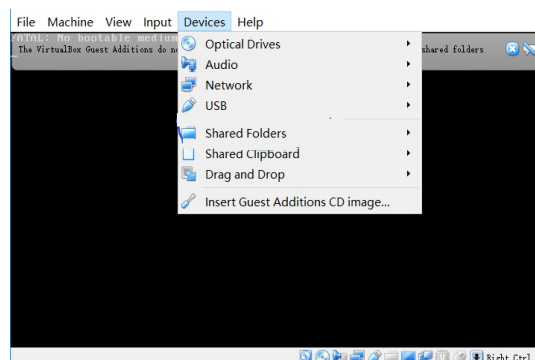 File Machine View Input Devices Help
FATAL: No bootable medium
The VirtualBox Guest Additions do no
shared folders
Optical Drives
Audio
Network
USB
Shared Folders
Shared Clipboard
Drag and Drop
Insert Guest Additions CD image...
Right Ctrl